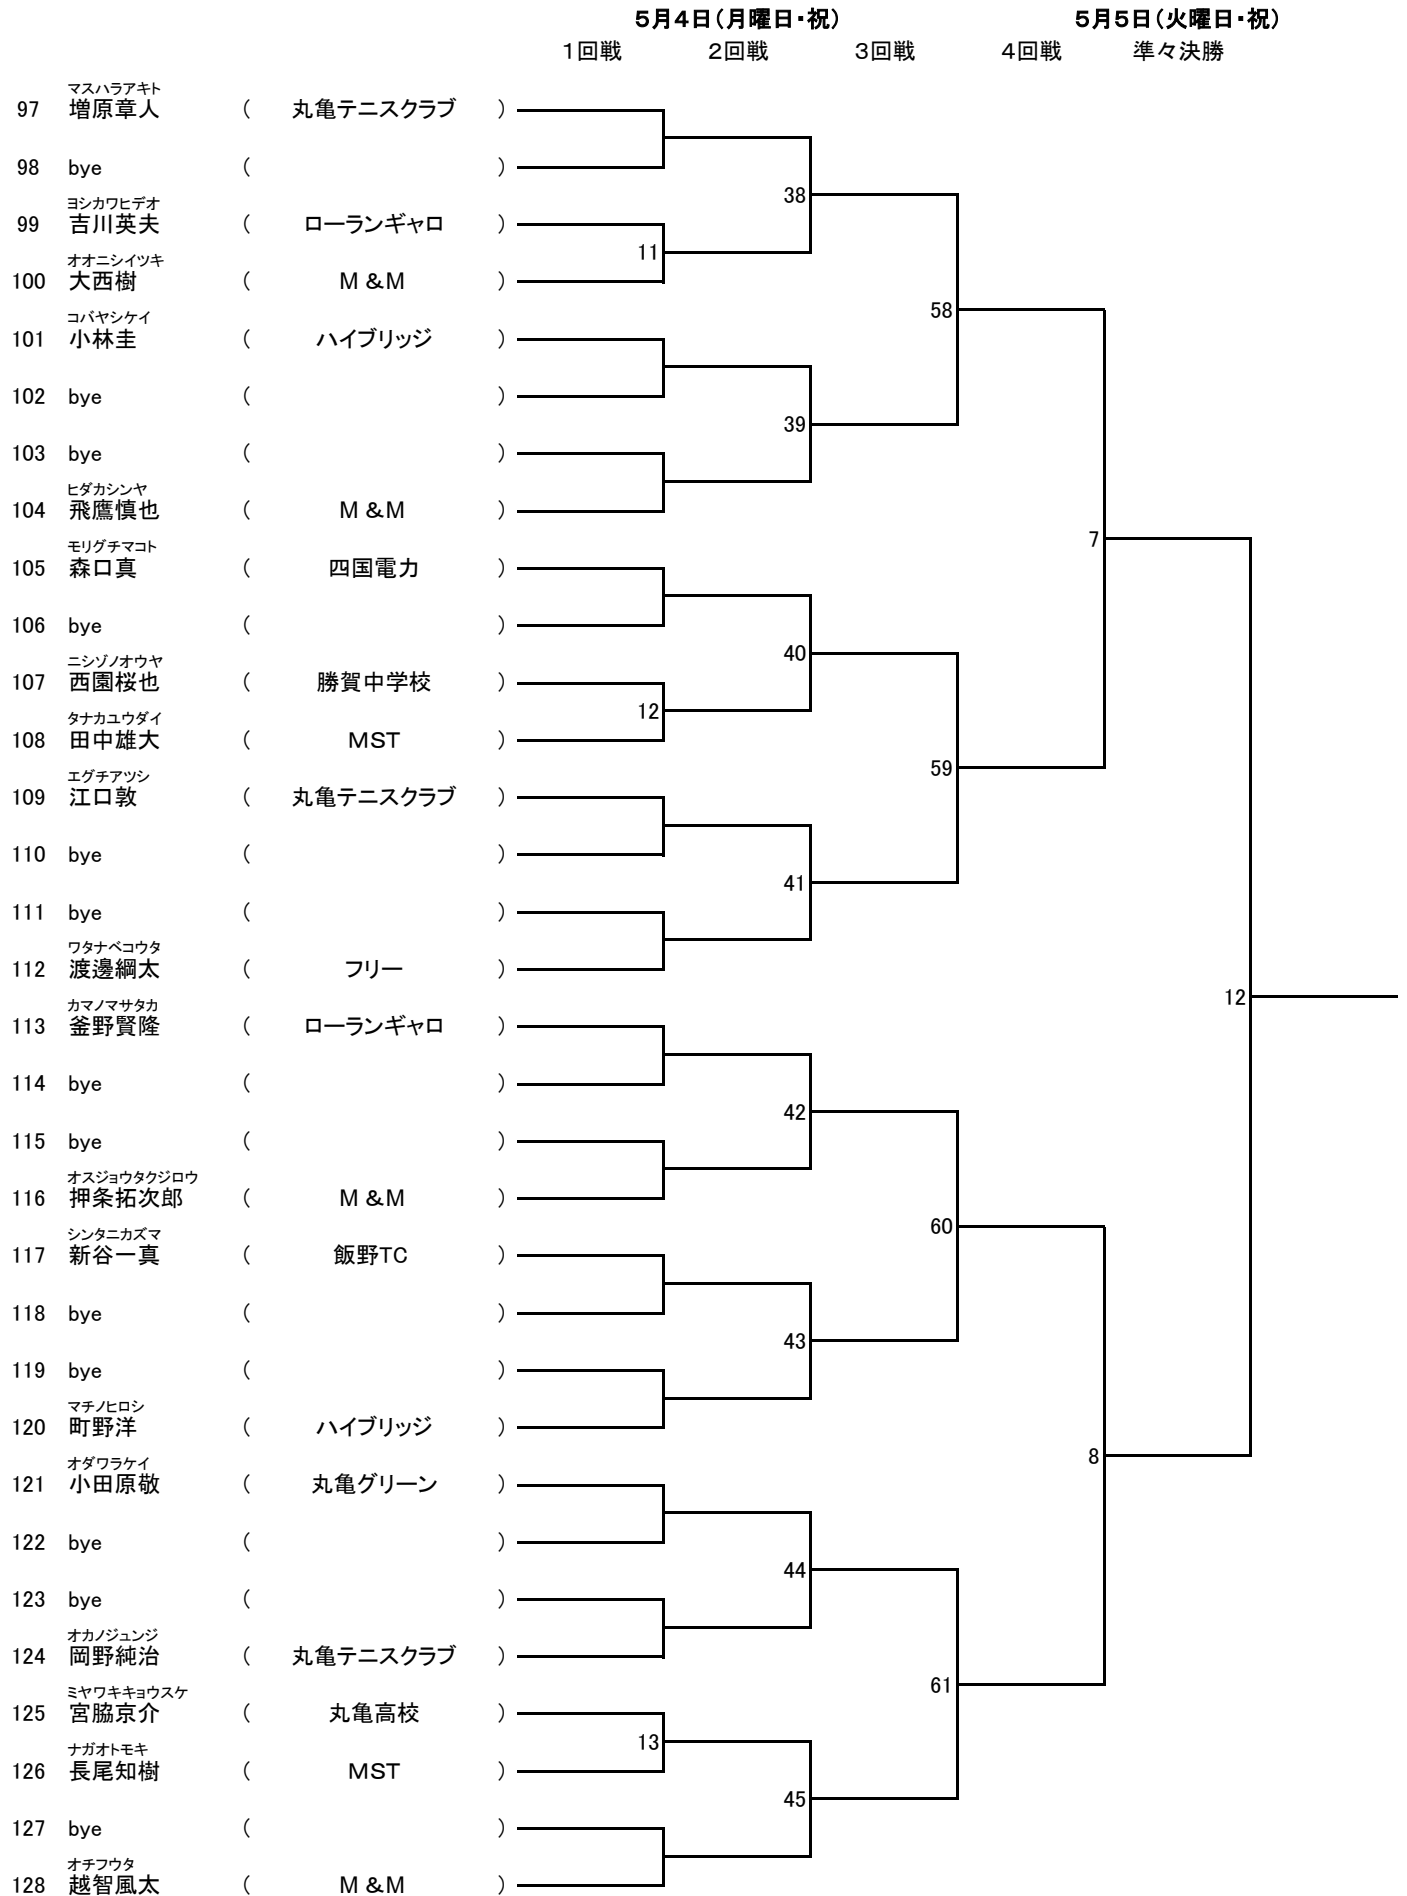 5月4日(月曜日・祝) 5月5日(火曜日・祝)
1回戦 2回戦 3回戦 4回戦 準々決勝
マスハラアキト
97 増原章人 ( 丸亀テニスクラブ )
98 bye ( )
38
ヨシカワヒデオ
99 吉川英夫 ( ローランギャロ )
11
オオニシイツキ
100 大西樹 ( M&M )
58
コバヤシケイ
101 小林圭 ( ハイブリッジ )
102 bye ( )
39
103 bye ( )
ヒダカシンヤ
104 飛鷹慎也 ( M&M )
7
モリグチマコト
105 森口真 ( 四国電力 )
106 bye ( )
40
ニシゾノオウヤ
107 西園桜也 ( 勝賀中学校 )
12
タナカユウダイ
108 田中雄大 ( MST )
59
エグチアツシ
109 江口敦 ( 丸亀テニスクラブ )
110 bye ( )
41
111 bye ( )
ワタナベコウタ
112 渡邊綱太 ( フリー )
12
カマノマサタカ
113 釜野賢隆 ( ローランギャロ )
114 bye ( )
42
115 bye ( )
オスジョウタクジロウ
116 押条拓次郎 ( M&M )
60
シンタニカズマ
117 新谷一真 ( 飯野TC )
118 bye ( )
43
119 bye ( )
マチノヒロシ
120 町野洋 ( ハイブリッジ )
8
オダワラケイ
121 小田原敬 ( 丸亀グリーン )
122 bye ( )
44
123 bye ( )
オカノジュンジ
124 岡野純治 ( 丸亀テニスクラブ )
61
ミヤワキキョウスケ
125 宮脇京介 ( 丸亀高校 )
13
ナガオトモキ
126 長尾知樹 ( MST )
45
127 bye ( )
オチフウタ
128 越智風太 ( M&M )